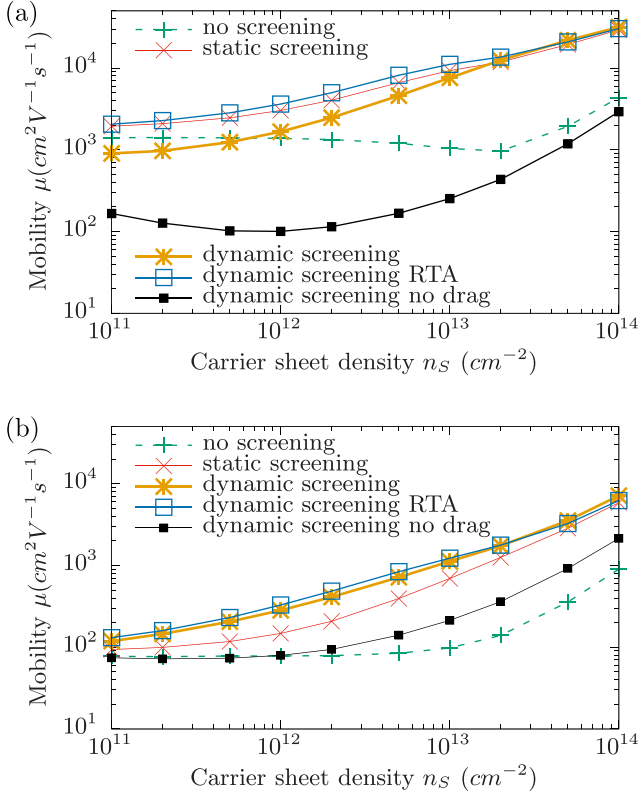 (a)
no screening
static screening
10⁴
10³
10²
10¹
Mobility μ(cm²V⁻¹s⁻¹)
dynamic screening
dynamic screening RTA
dynamic screening no drag
10¹¹ 10¹² 10¹³ 10¹⁴
Carrier sheet density n_S (cm⁻²)
(b)
no screening
static screening
dynamic screening
dynamic screening RTA
dynamic screening no drag
10⁴
10³
10²
10¹
Mobility μ(cm²V⁻¹s⁻¹)
10¹¹ 10¹² 10¹³ 10¹⁴
Carrier sheet density n_S (cm⁻²)